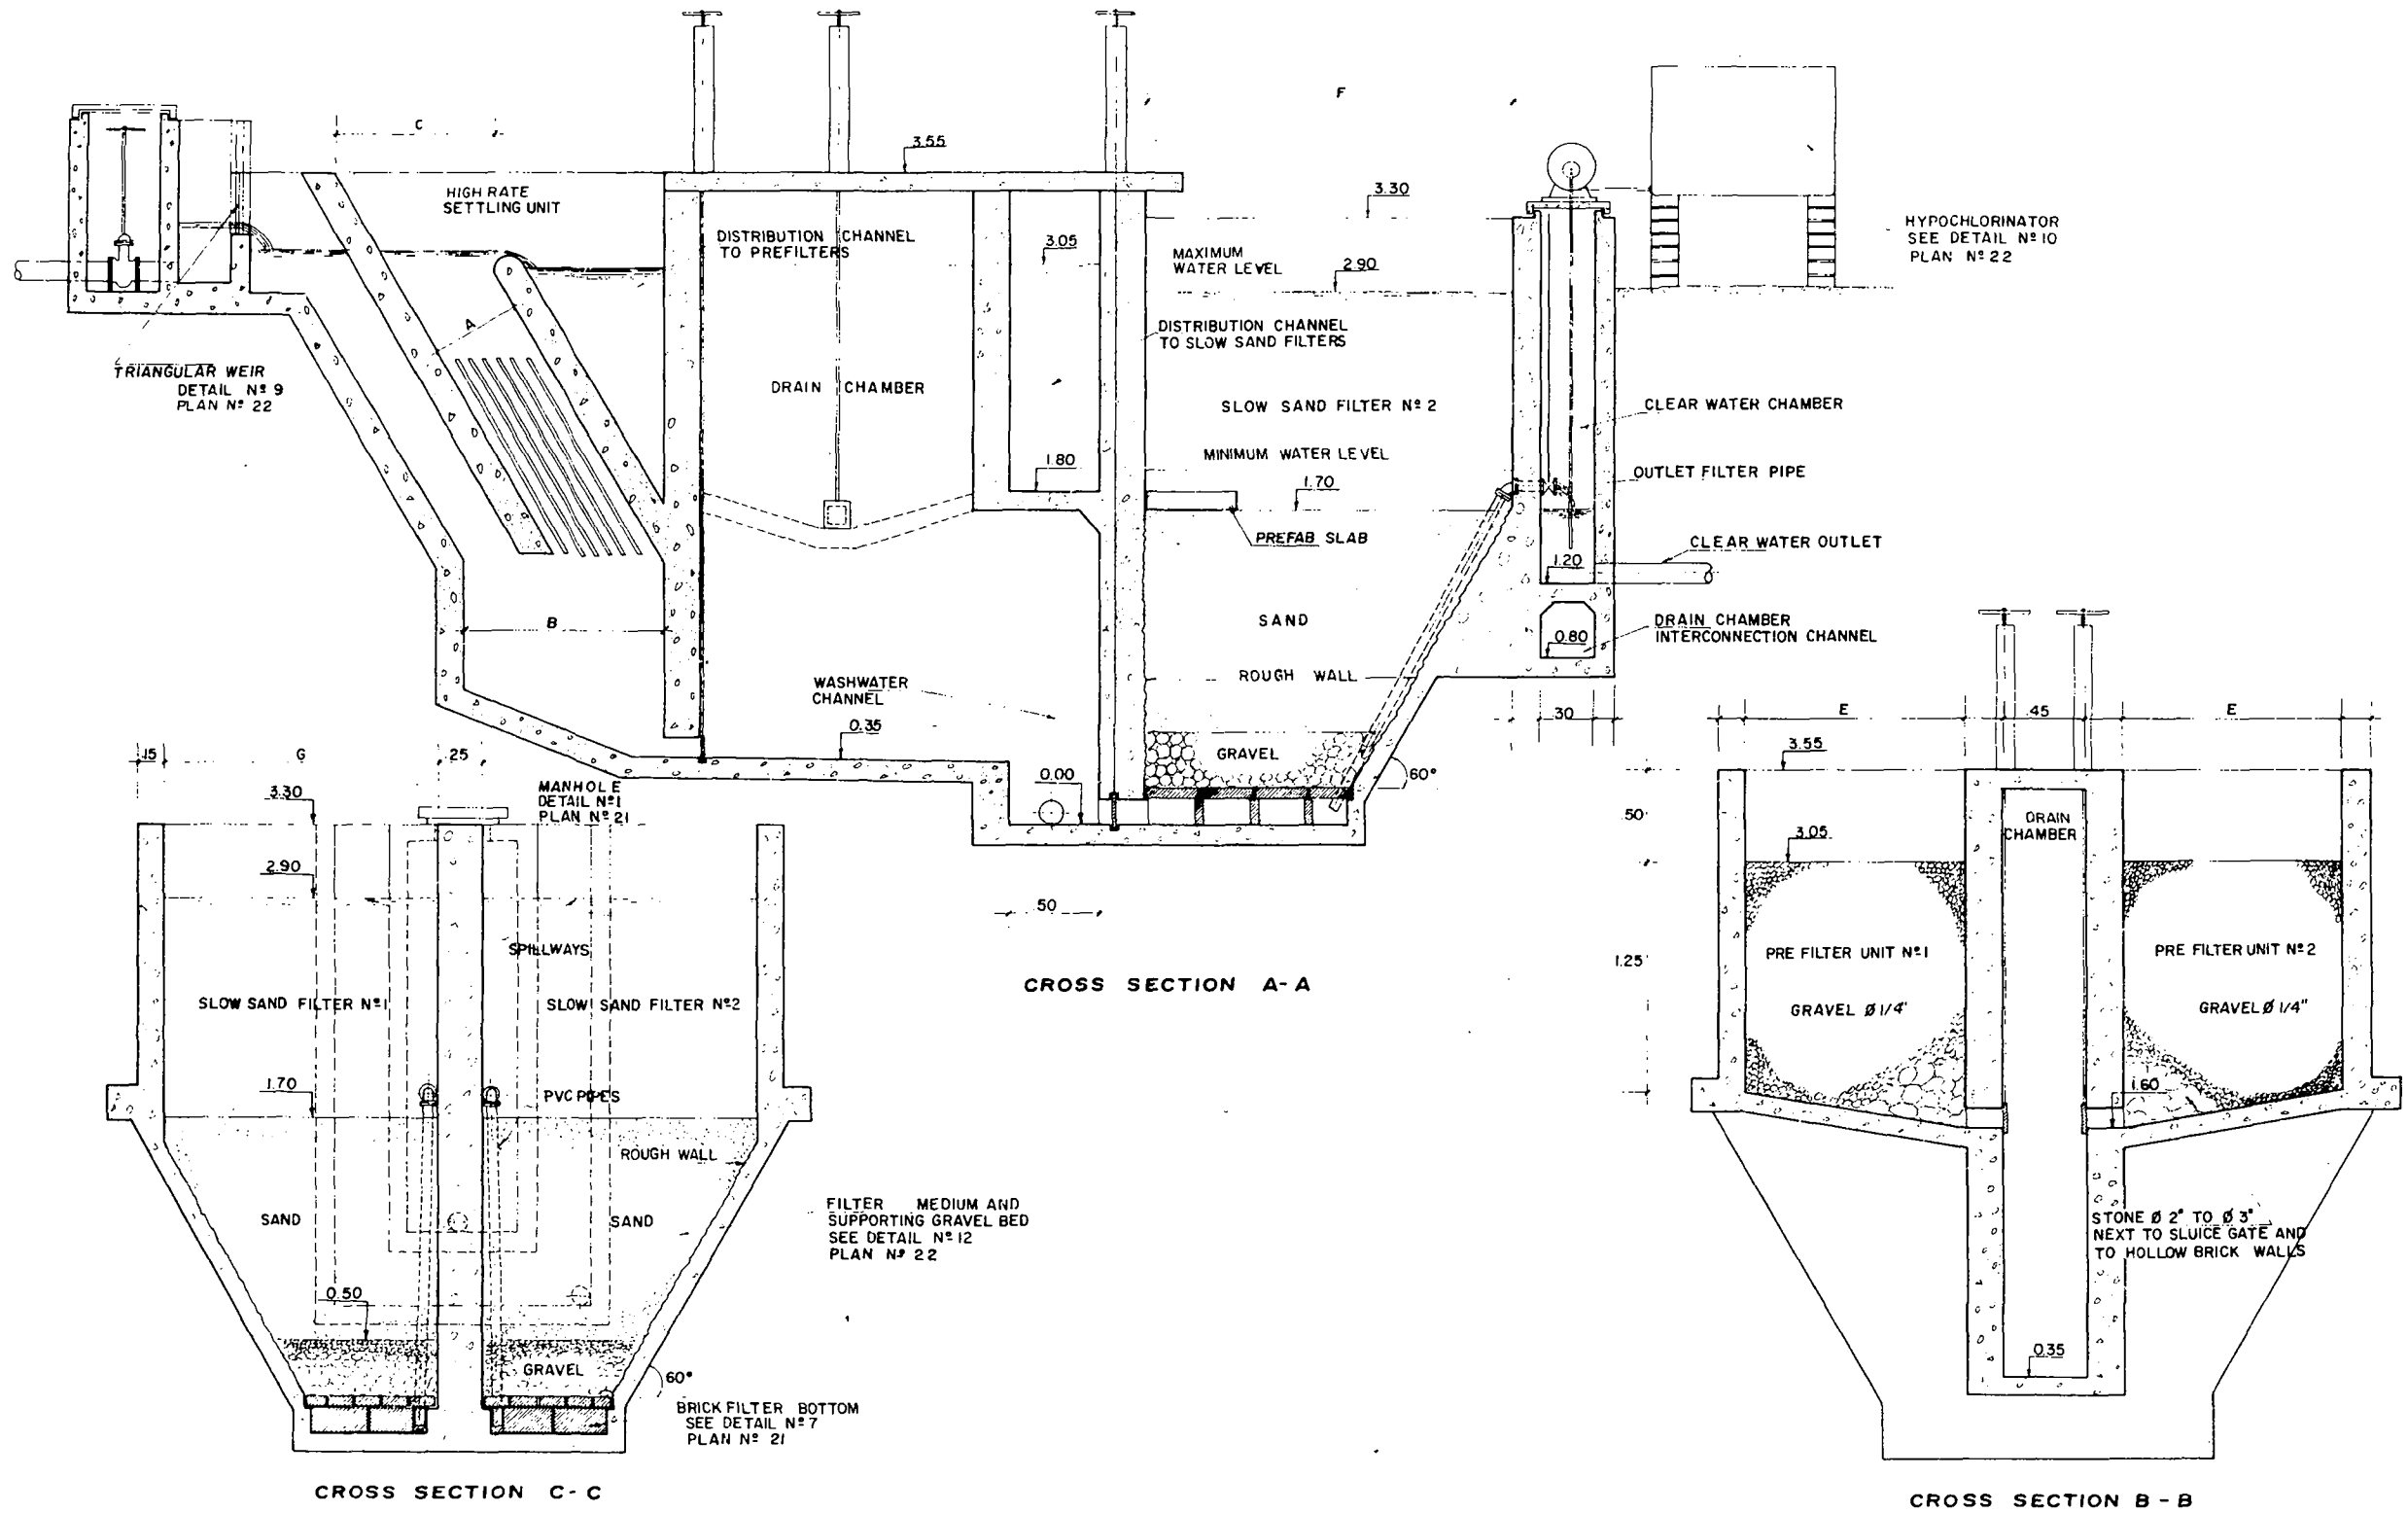 C
F
3.55
HIGH RATE
SETTLING UNIT
3.30
DISTRIBUTION CHANNEL
TO PREFILTERS
3.05
MAXIMUM
WATER LEVEL
2.90
HYPOCHLORINATOR
SEE DETAIL Nº 10
PLAN Nº 22
A
DISTRIBUTION CHANNEL
TO SLOW SAND FILTERS
TRIANGULAR WEIR
DETAIL Nº 9
PLAN Nº 22
DRAIN CHAMBER
SLOW SAND FILTER Nº 2
CLEAR WATER CHAMBER
MINIMUM WATER LEVEL
1.80
1.70
OUTLET FILTER PIPE
PREFAB SLAB
CLEAR WATER OUTLET
1.20
B
SAND
DRAIN CHAMBER
INTERCONNECTION CHANNEL
0.80
WASHWATER
CHANNEL
ROUGH WALL
0.35
.30
GRAVEL
0.00
60°
.50
CROSS SECTION A-A
.15
G
.25
MANHOLE
DETAIL Nº 1
PLAN Nº 21
3.30
2.90
SPILLWAYS
SLOW SAND FILTER Nº 1
SLOW SAND FILTER Nº 2
1.70
PVC PIPES
ROUGH WALL
SAND
SAND
FILTER MEDIUM AND
SUPPORTING GRAVEL BED
SEE DETAIL Nº 12
PLAN Nº 22
0.50
GRAVEL
60°
BRICK FILTER BOTTOM
SEE DETAIL Nº 7
PLAN Nº 21
CROSS SECTION C-C
E
.45
E
3.55
.50
DRAIN
CHAMBER
3.05
1.25
PRE FILTER UNIT Nº 1
PRE FILTER UNIT Nº 2
GRAVEL Ø 1/4"
GRAVEL Ø 1/4"
1.60
STONE Ø 2" TO Ø 3"
NEXT TO SLUICE GATE AND
TO HOLLOW BRICK WALLS
0.35
CROSS SECTION B-B